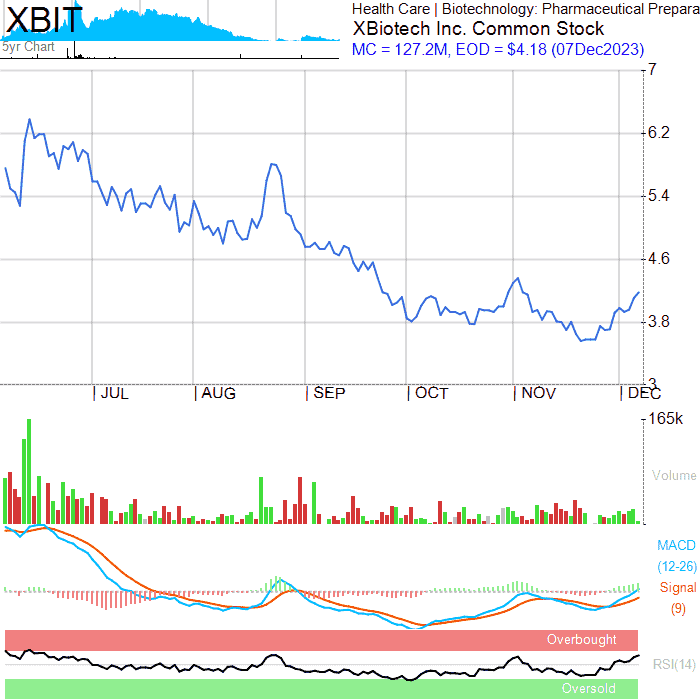 XBIT
5yr Chart
Health Care | Biotechnology: Pharmaceutical Prepara
XBiotech Inc. Common Stock
MC = 127.2M, EOD = $4.18 (07Dec2023)
7
6.2
5.4
4.6
3.8
3
JUL AUG SEP OCT NOV DEC
165k
Volume
MACD
(12-26)
Signal
(9)
Overbought
RSI(14)
Oversold